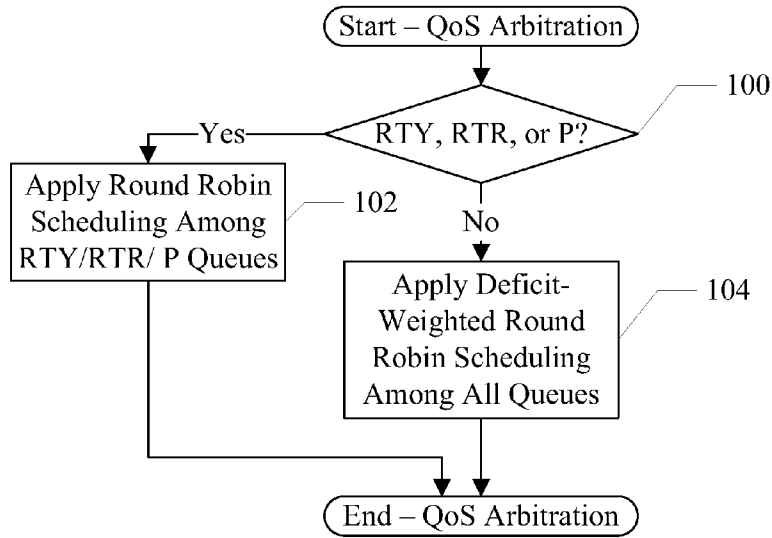 Start – QoS Arbitration
100
RTY, RTR, or P?
Yes
Apply Round Robin
Scheduling Among
RTY/RTR/ P Queues
102
No
Apply Deficit-
Weighted Round
Robin Scheduling
Among All Queues
104
End – QoS Arbitration